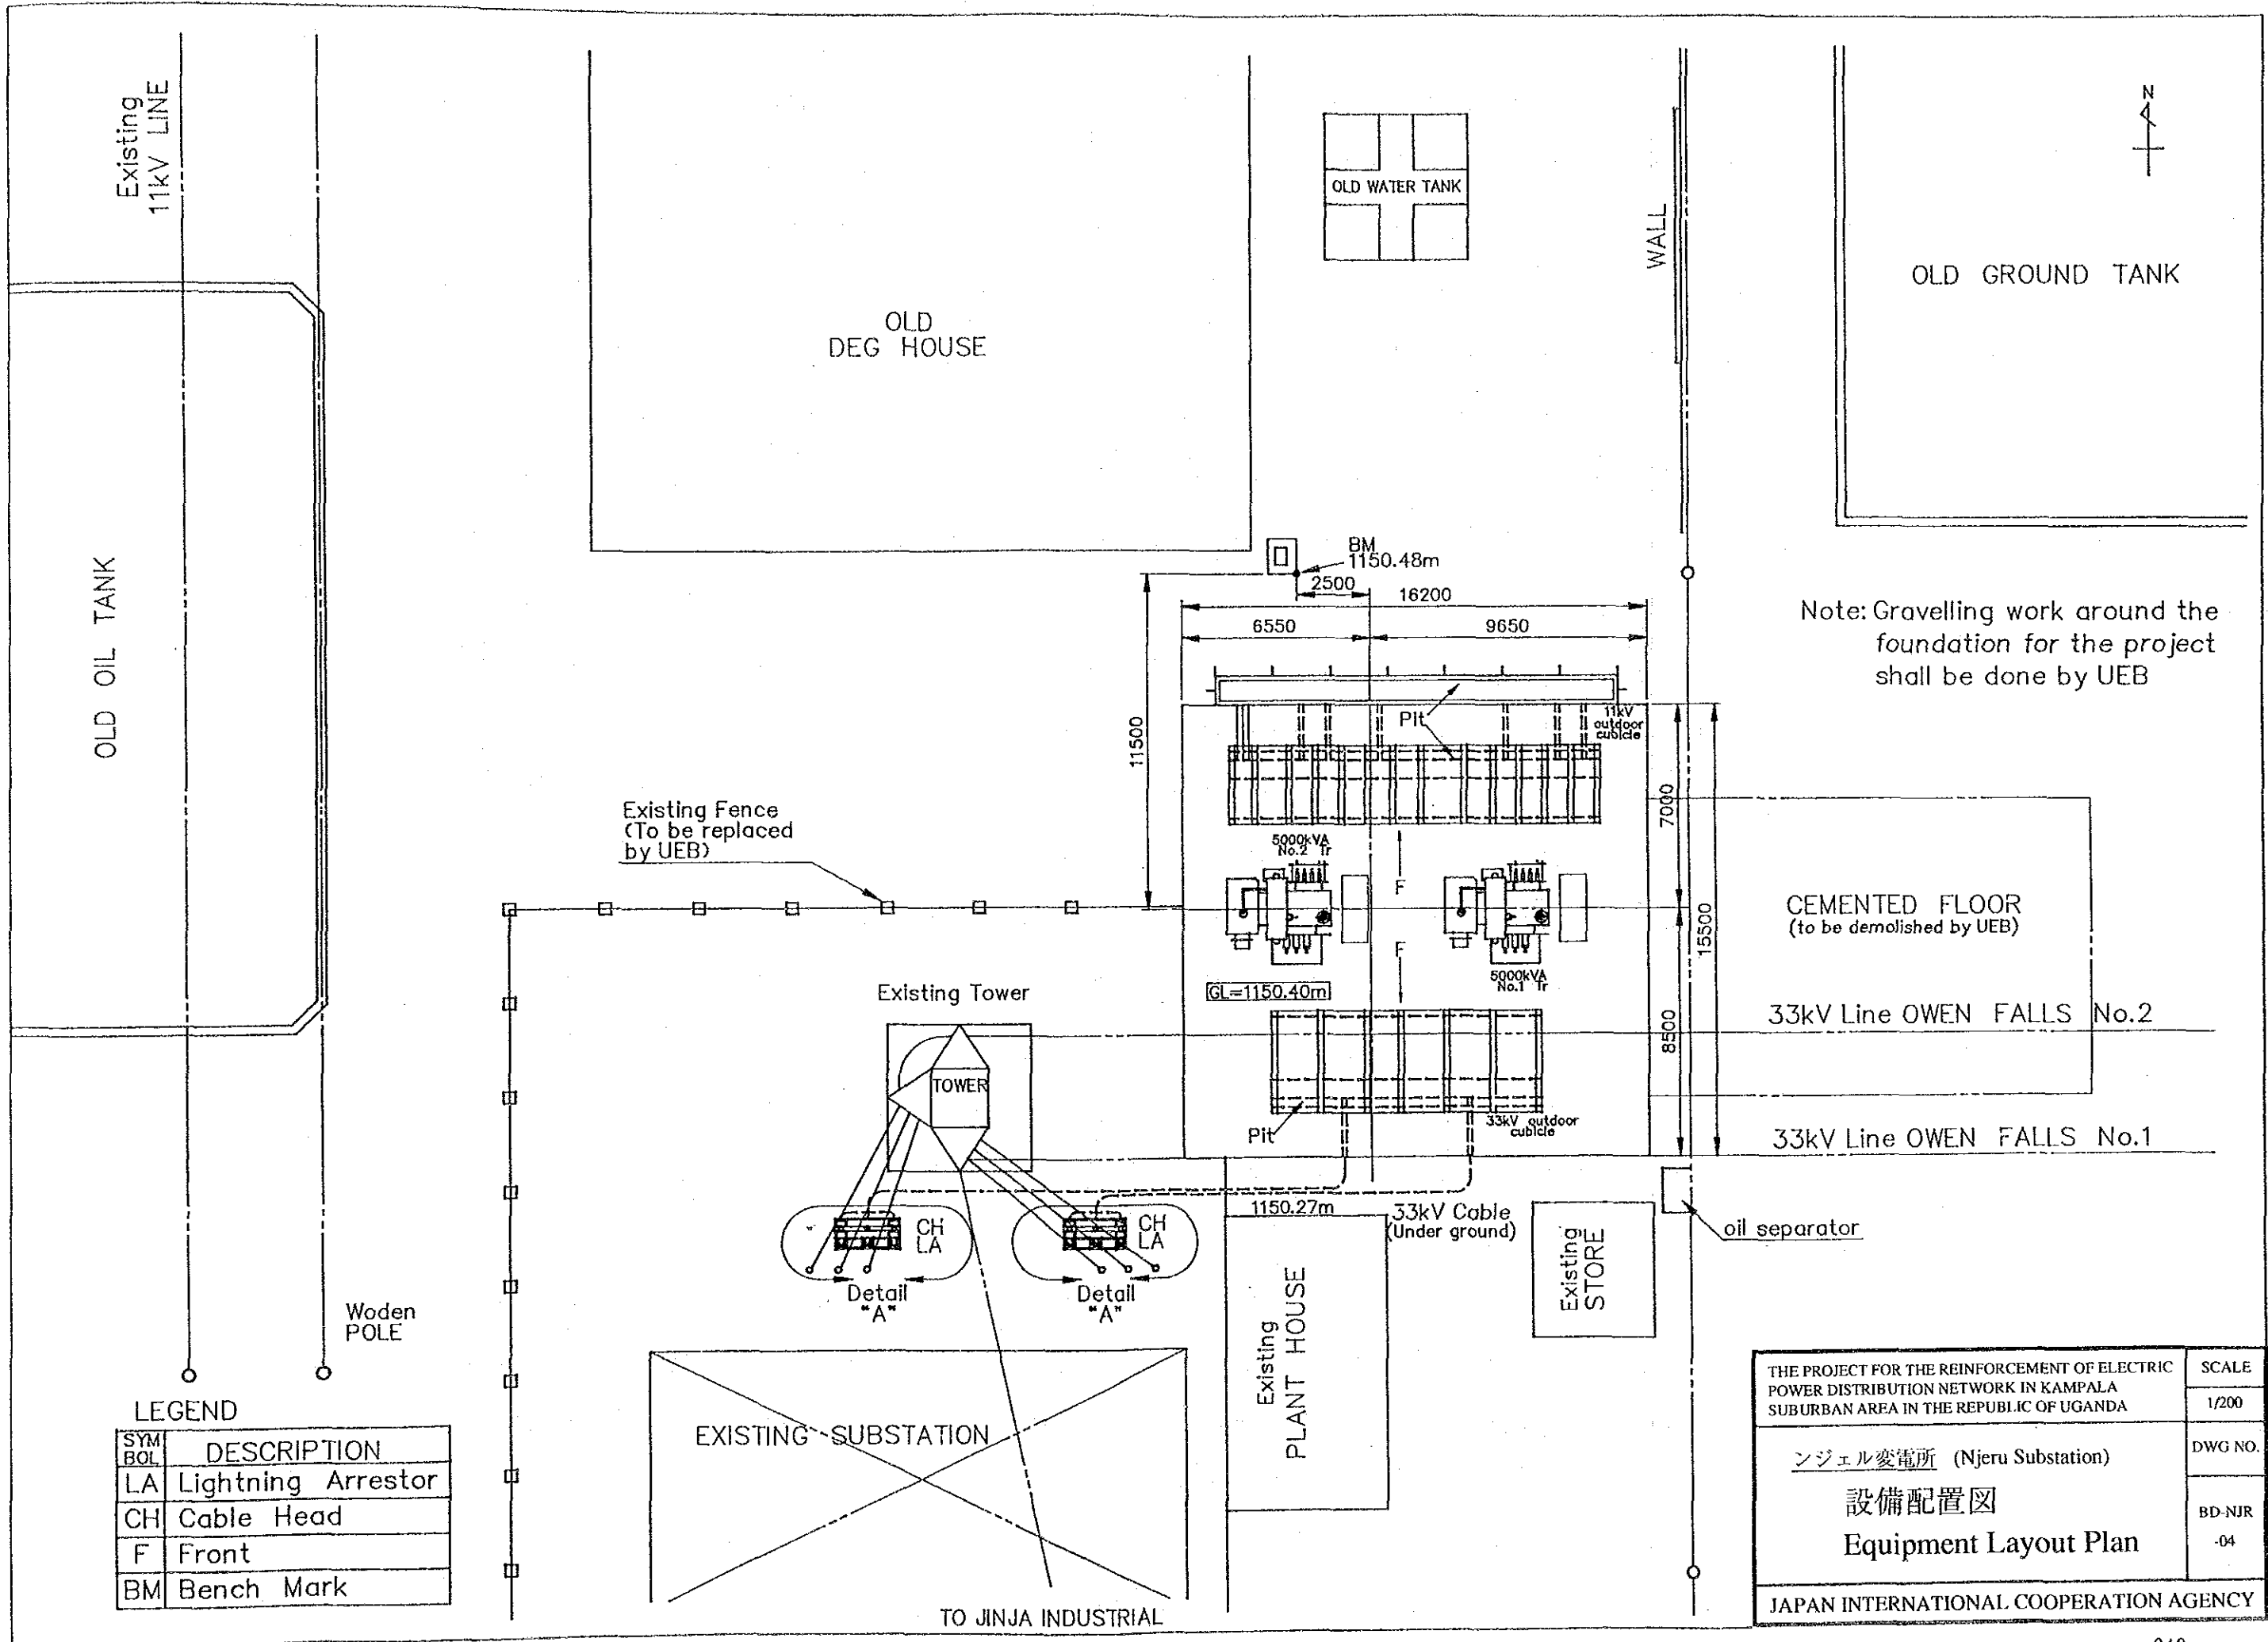 Existing
11kV LINE
OLD WATER TANK
WALL
N
OLD GROUND TANK
OLD
DEG HOUSE
OLD OIL TANK
BM
1150.48m
2500
16200
6550
9650
11500
Note: Gravelling work around the
foundation for the project
shall be done by UEB
Pit
11kV
outdoor
cubicle
7000
Existing Fence
(To be replaced
by UEB)
5000kVA
No.2 Tr
F
F
15500
CEMENTED FLOOR
(to be demolished by UEB)
5000kVA
No.1 Tr
GL=1150.40m
Existing Tower
33kV Line OWEN FALLS No.2
8500
TOWER
Pit
33kV outdoor
cubicle
33kV Line OWEN FALLS No.1
1150.27m
33kV Cable
(Under ground)
CH
LA
CH
LA
Detail
"A"
Detail
"A"
oil separator
Existing
STORE
Existing
PLANT HOUSE
Woden
POLE
EXISTING SUBSTATION
TO JINJA INDUSTRIAL
LEGEND
SYM
BOL
DESCRIPTION
LA Lightning Arrestor
CH Cable Head
F Front
BM Bench Mark
THE PROJECT FOR THE REINFORCEMENT OF ELECTRIC
POWER DISTRIBUTION NETWORK IN KAMPALA
SUBURBAN AREA IN THE REPUBLIC OF UGANDA
SCALE
1/200
ンジェル変電所 (Njeru Substation)
DWG NO.
設備配置図
Equipment Layout Plan
BD-NJR
-04
JAPAN INTERNATIONAL COOPERATION AGENCY